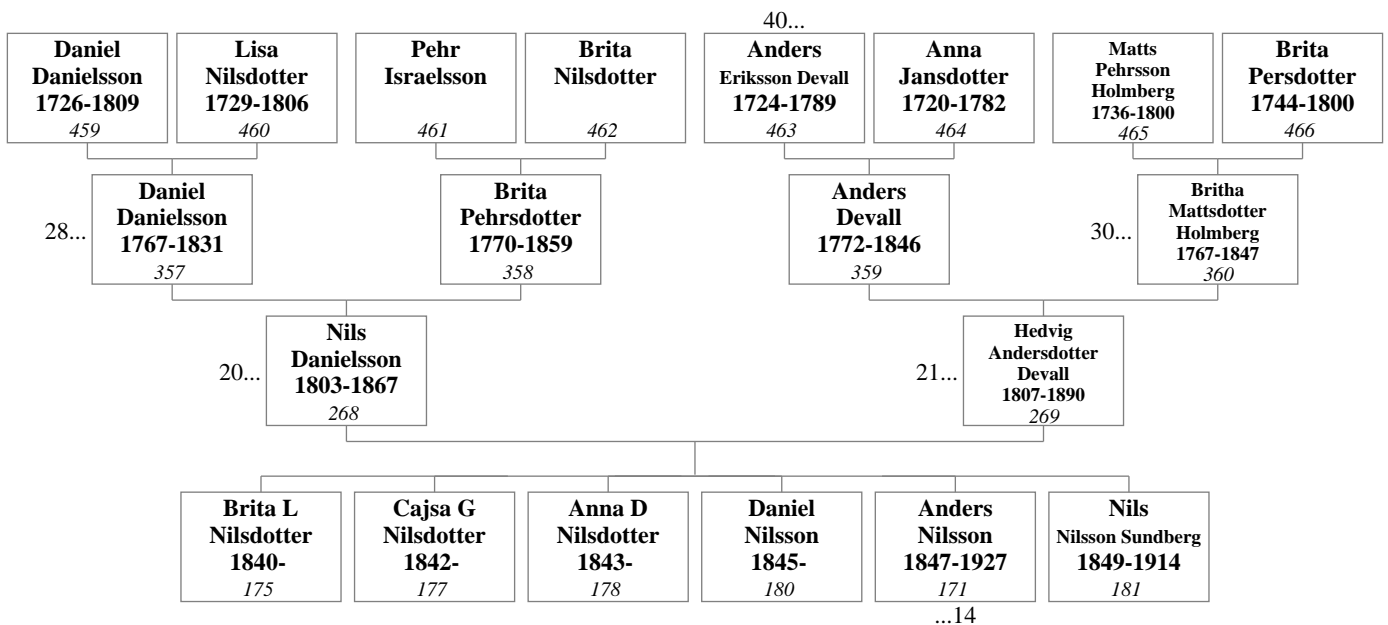 40...
Daniel
Danielsson
1726-1809
459
Lisa
Nilsdotter
1729-1806
460
Pehr
Israelsson
461
Brita
Nilsdotter
462
Anders
Eriksson Devall
1724-1789
463
Anna
Jansdotter
1720-1782
464
Matts
Pehrsson
Holmberg
1736-1800
465
Brita
Persdotter
1744-1800
466
28...
Daniel
Danielsson
1767-1831
357
Brita
Pehrsdotter
1770-1859
358
Anders
Devall
1772-1846
359
30...
Britha
Mattsdotter
Holmberg
1767-1847
360
20...
Nils
Danielsson
1803-1867
268
21...
Hedvig
Andersdotter
Devall
1807-1890
269
Brita L
Nilsdotter
1840-
175
Cajsa G
Nilsdotter
1842-
177
Anna D
Nilsdotter
1843-
178
Daniel
Nilsson
1845-
180
Anders
Nilsson
1847-1927
171
Nils
Nilsson Sundberg
1849-1914
181
...14